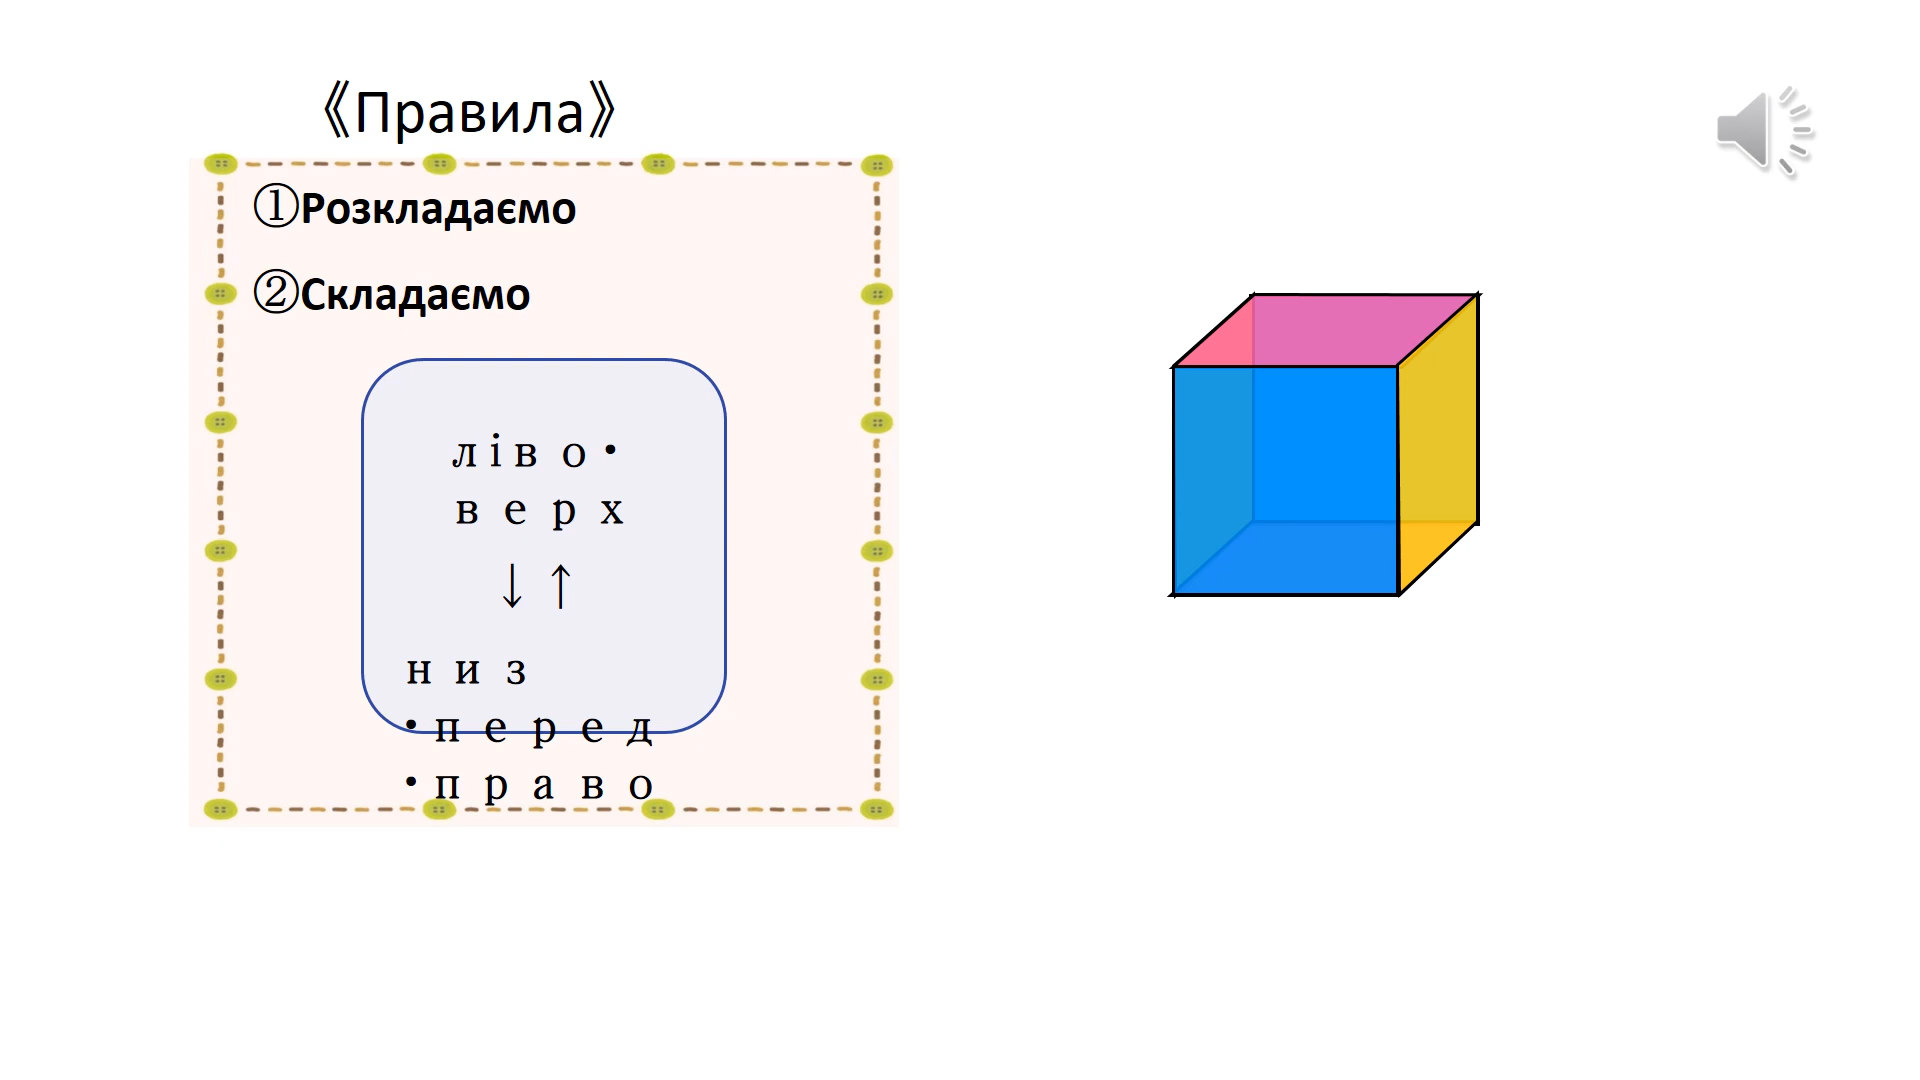 《Правила》
①Розкладаємо
②Складаємо
ліво・
верх
↓↑
низ
・перед
・право